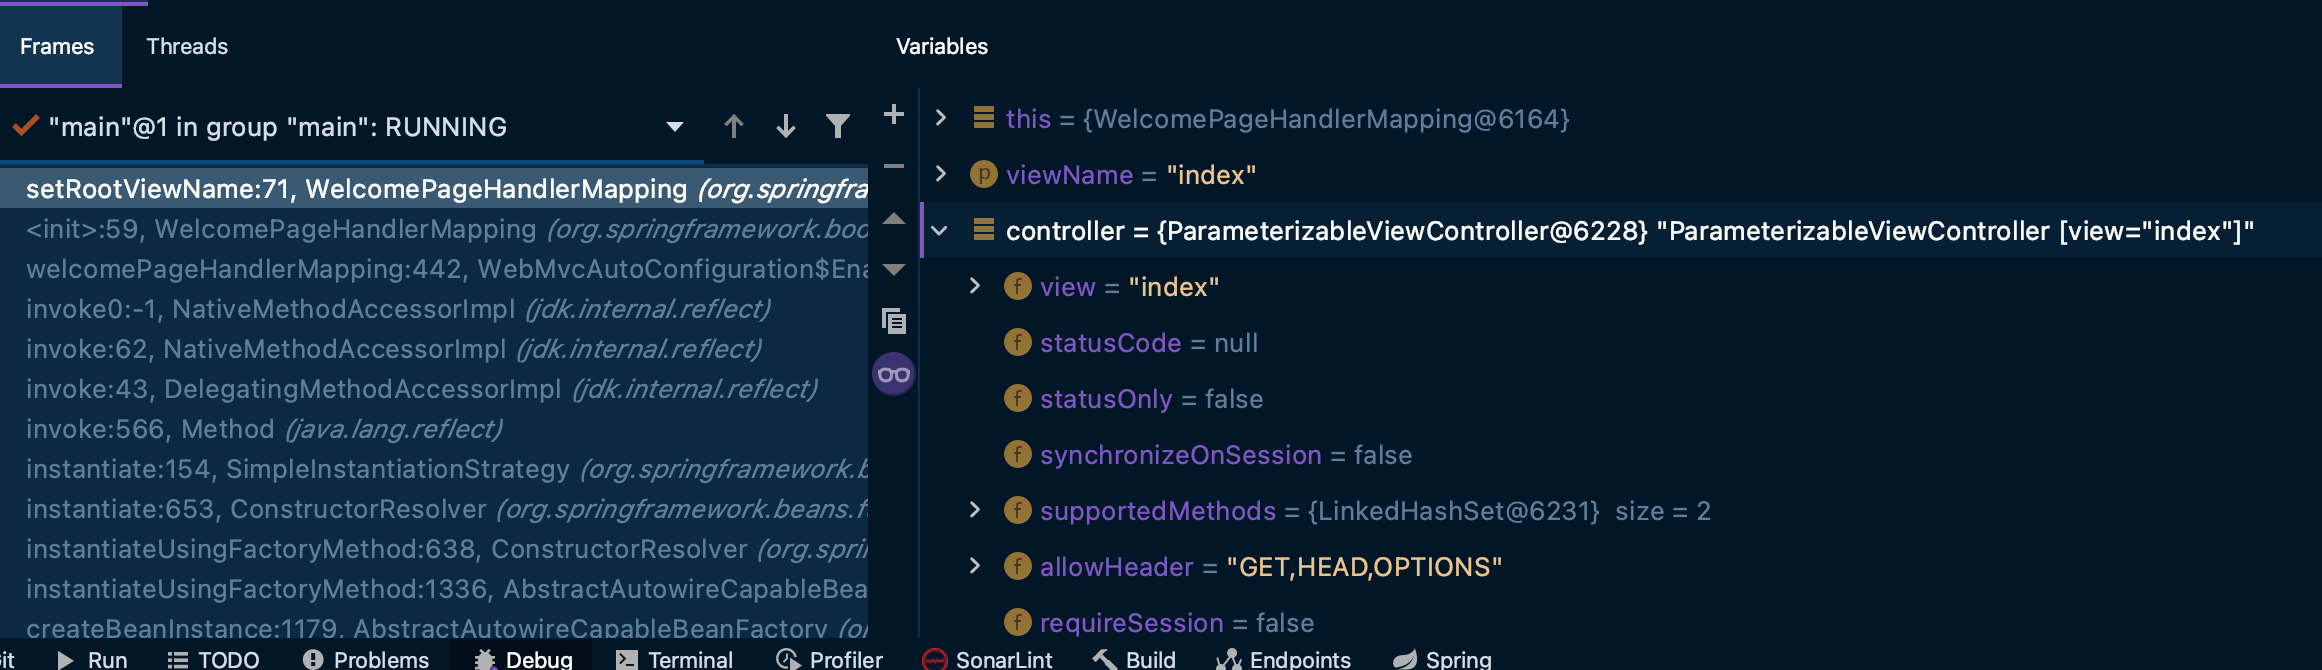 Frames
Threads
Variables
"main"@1 in group "main": RUNNING
setRootViewName:71, WelcomePageHandlerMapping (org.springfra
<init>:59, WelcomePageHandlerMapping (org.springframework.boo
welcomePageHandlerMapping:442, WebMvcAutoConfiguration$Ena
invoke0:-1, NativeMethodAccessorImpl (jdk.internal.reflect)
invoke:62, NativeMethodAccessorImpl (jdk.internal.reflect)
invoke:43, DelegatingMethodAccessorImpl (jdk.internal.reflect)
invoke:566, Method (java.lang.reflect)
instantiate:154, SimpleInstantiationStrategy (org.springframework.b
instantiate:653, ConstructorResolver (org.springframework.beans.f
instantiateUsingFactoryMethod:638, ConstructorResolver (org.spri
instantiateUsingFactoryMethod:1336, AbstractAutowireCapableBea
createBeanInstance:1179, AbstractAutowireCapableBeanFactory (o
this = {WelcomePageHandlerMapping@6164}
p viewName = "index"
controller = {ParameterizableViewController@6228} "ParameterizableViewController [view="index"]"
f view = "index"
f statusCode = null
f statusOnly = false
f synchronizeOnSession = false
f supportedMethods = {LinkedHashSet@6231} size = 2
f allowHeader = "GET,HEAD,OPTIONS"
f requireSession = false
it
Run
TODO
Problems
Debug
Terminal
Profiler
SonarLint
Build
Endpoints
Spring